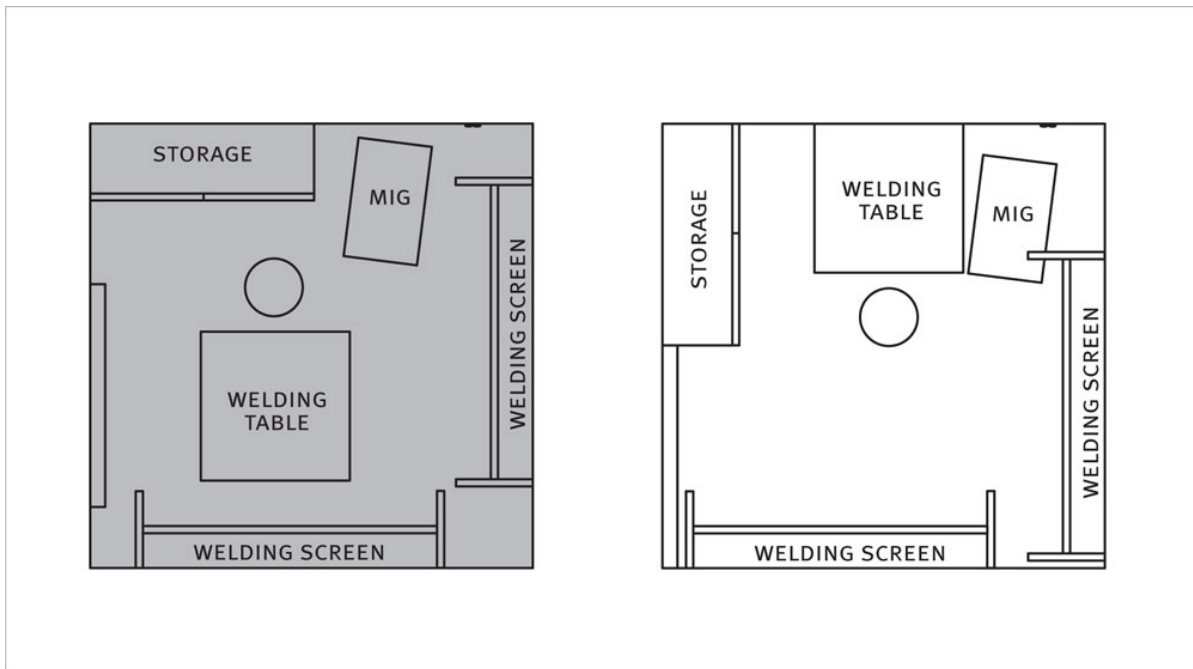 STORAGE
MIG
WELDING SCREEN
WELDING
TABLE
WELDING SCREEN
STORAGE
WELDING
TABLE
MIG
WELDING SCREEN
WELDING SCREEN